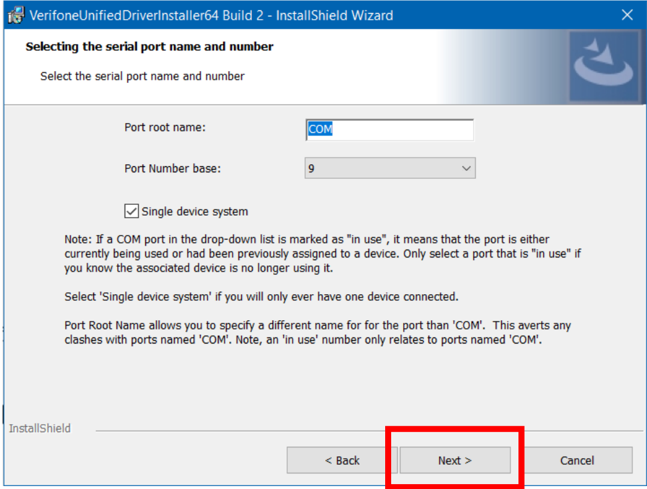 VerifoneUnifiedDriverInstaller64 Build 2 - InstallShield Wizard
Selecting the serial port name and number
Select the serial port name and number
Port root name:
COM
Port Number base:
9
Single device system
Note: If a COM port in the drop-down list is marked as "in use", it means that the port is either
currently being used or had been previously assigned to a device. Only select a port that is "in use" if
you know the associated device is no longer using it.
Select 'Single device system' if you will only ever have one device connected.
Port Root Name allows you to specify a different name for for the port than 'COM'. This averts any
clashes with ports named 'COM'. Note, an 'in use' number only relates to ports named 'COM'.
InstallShield
< Back
Next >
Cancel